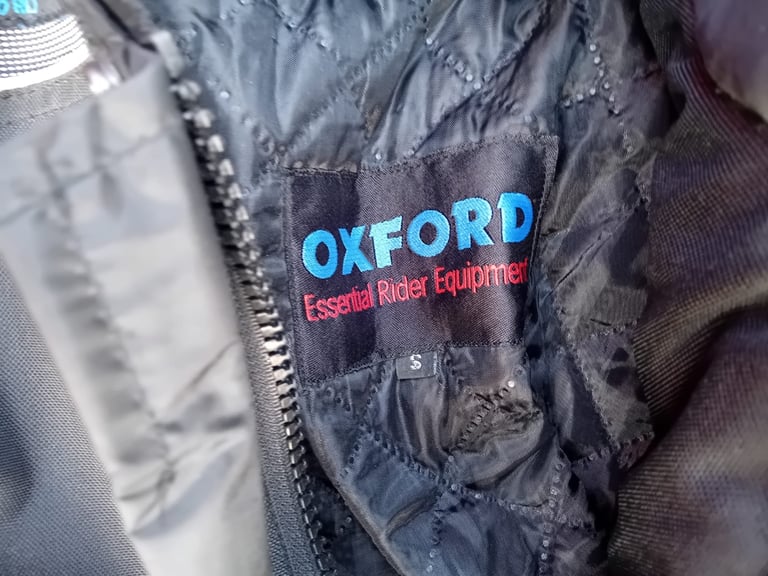 OXFORD
Essential Rider Equipment
S